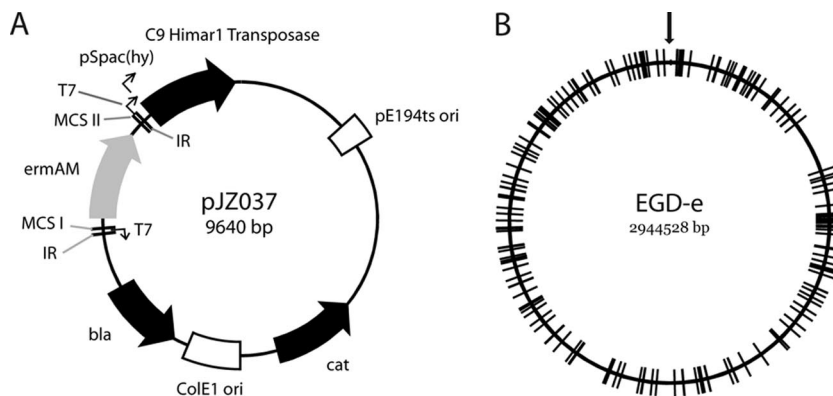 A
B
C9 Himar1 Transposase
pSpac(hy)
T7
MCS II
IR
pE194ts ori
ermAM
pJZ037
9640 bp
EGD-e
2944528 bp
MCS I
T7
IR
bla
cat
ColE1 ori